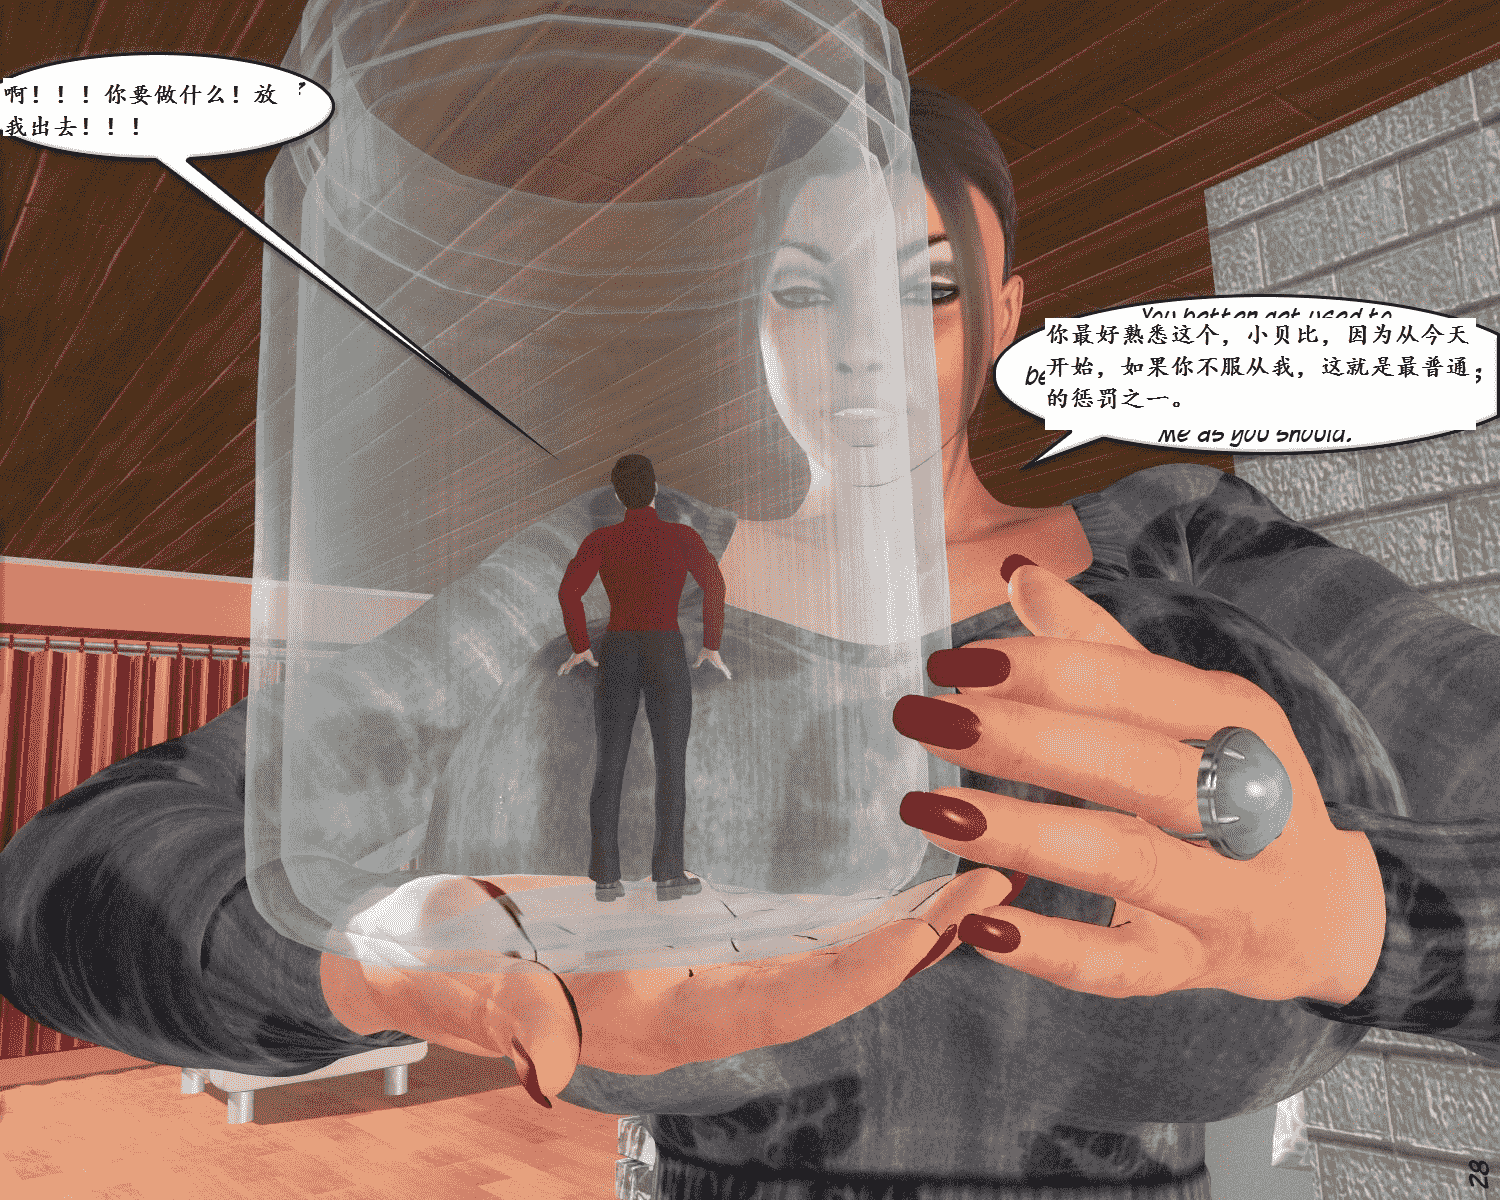 啊！！！你要做什么！放
我出去！！！
You better get used to
你最好熟悉这个，小贝比，因为从今天
开始，如果你不服从我，这就是最普通
的惩罚之一。
Me as you should.
28